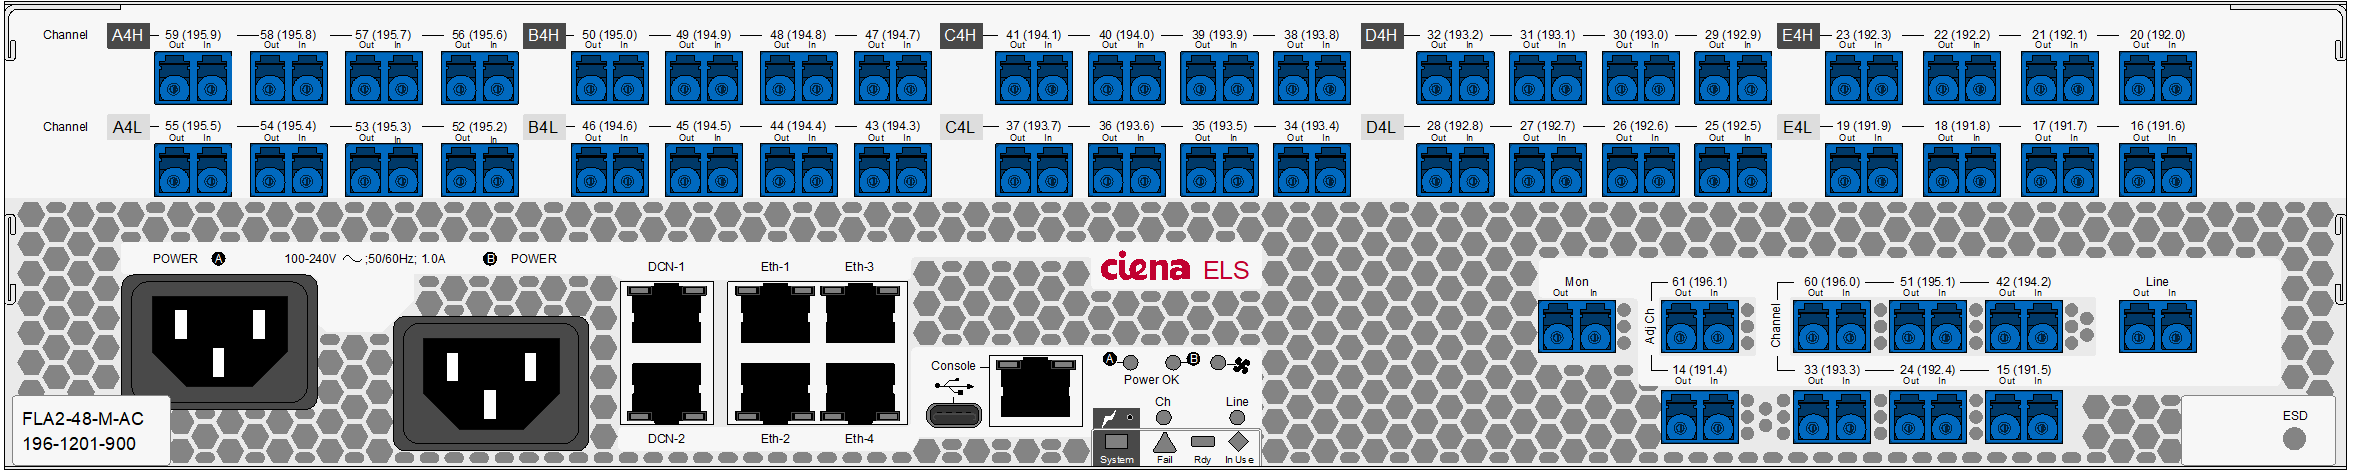 Channel A4H 59 (195.9) 58 (195.8) 57 (195.7) 56 (195.6) B4H 50 (195.0) 49 (194.9) 48 (194.8) 47 (194.7) C4H 41 (194.1) 40 (194.0) 39 (193.9) 38 (193.8) D4H 32 (193.2) 31 (193.1) 30 (193.0) 29 (192.9) E4H 23 (192.3) 22 (192.2) 21 (192.1) 20 (192.0)
Out In Out In Out In Out In Out In Out In Out In Out In Out In Out In Out In Out In Out In Out In Out In Out In Out In Out In Out In Out In
Channel A4L 55 (195.5) 54 (195.4) 53 (195.3) 52 (195.2) B4L 46 (194.6) 45 (194.5) 44 (194.4) 43 (194.3) C4L 37 (193.7) 36 (193.6) 35 (193.5) 34 (193.4) D4L 28 (192.8) 27 (192.7) 26 (192.6) 25 (192.5) E4L 19 (191.9) 18 (191.8) 17 (191.7) 16 (191.6)
Out In Out In Out In Out In Out In Out In Out In Out In Out In Out In Out In Out In Out In Out In Out In Out In Out In Out In Out In Out In
POWER A 100-240V ;50/60Hz; 1.0A B POWER
DCN-1 Eth-1 Eth-3
ciena ELS
Mon 61 (196.1) 60 (196.0) 51 (195.1) 42 (194.2) Line
Out In Out In Out In Out In Out In Out In
Adj Ch Channel
A B
Console
Power OK
14 (191.4) 33 (193.3) 24 (192.4) 15 (191.5)
Out In Out In Out In Out In
Ch Line
FLA2-48-M-AC
196-1201-900
DCN-2 Eth-2 Eth-4
System Fail Rdy In Use
ESD